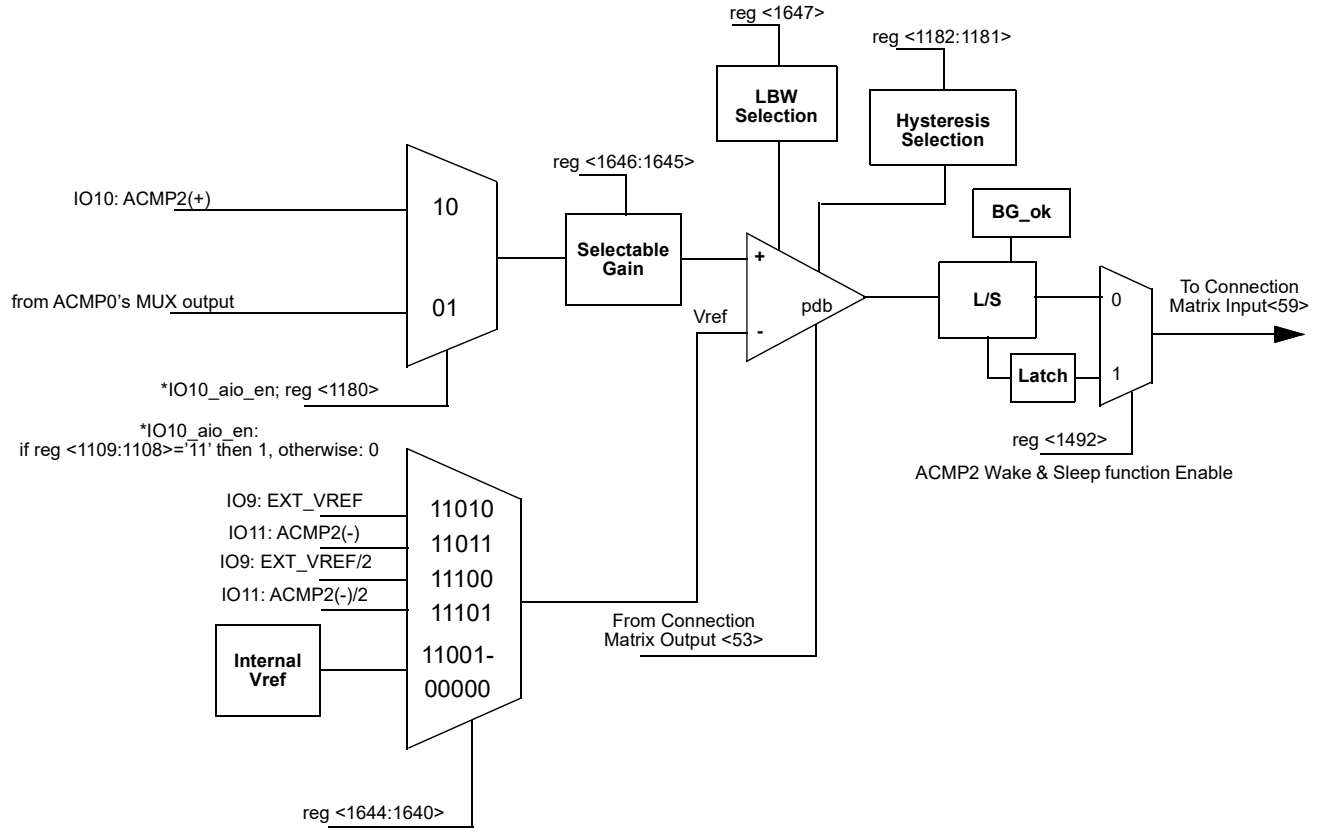 reg <1647>
reg <1182:1181>
LBW
Selection
Hysteresis
Selection
reg <1646:1645>
IO10: ACMP2(+)
10
BG_ok
Selectable
Gain
+
from ACMP0's MUX output
01
L/S
0
To Connection
Matrix Input<59>
pdb
Vref
-
Latch
1
*IO10_aio_en; reg <1180>
*IO10_aio_en:
if reg <1109:1108>='11' then 1, otherwise: 0
reg <1492>
ACMP2 Wake & Sleep function Enable
IO9: EXT_VREF
11010
IO11: ACMP2(-)
11011
IO9: EXT_VREF/2
11100
IO11: ACMP2(-)/2
11101
From Connection
Matrix Output <53>
Internal
Vref
11001-
00000
reg <1644:1640>